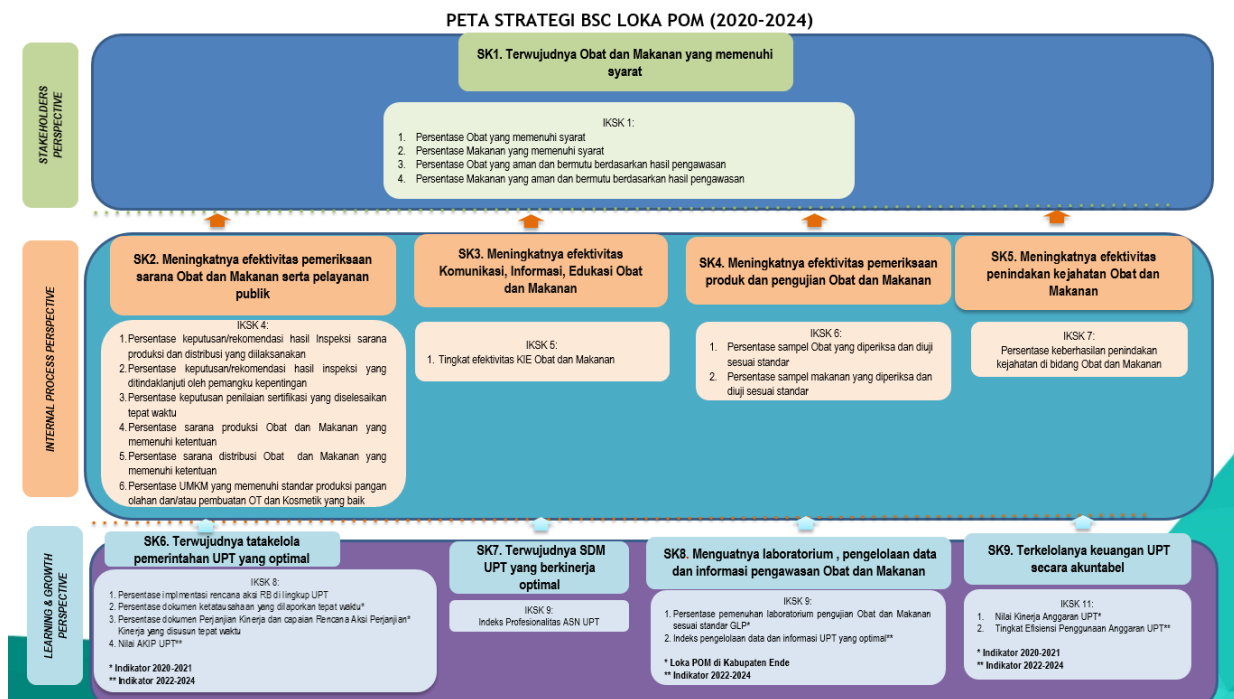 PETA STRATEGI BSC LOKA POM (2020-2024)
STAKEHOLDERS
PERSPECTIVE
SK1. Terwujudnya Obat dan Makanan yang memenuhi
syarat
IKSK 1:
1. Persentase Obat yang memenuhi syarat
2. Persentase Makanan yang memenuhi syarat
3. Persentase Obat yang aman dan bermutu berdasarkan hasil pengawasan
4. Persentase Makanan yang aman dan bermutu berdasarkan hasil pengawasan
INTERNAL PROCESS PERSPECTIVE
SK2. Meningkatnya efektivitas pemeriksaan
sarana Obat dan Makanan serta pelayanan
publik
IKSK 4:
1. Persentase keputusan/rekomendasi hasil Inspeksi sarana
produksi dan distribusi yang diilaksanakan
2. Persentase keputusan/rekomendasi hasil inspeksi yang
ditindaklanjuti oleh pemangku kepentingan
3. Persentase keputusan penilaian sertifikasi yang diselesaikan
tepat waktu
4. Persentase sarana produksi Obat dan Makanan yang
memenuhi ketentuan
5. Persentase sarana distribusi Obat dan Makanan yang
memenuhi ketentuan
6. Persentase UMKM yang memenuhi standar produksi pangan
olahan dan/atau pembuatan OT dan Kosmetik yang baik
SK3. Meningkatnya efektivitas
Komunikasi, Informasi, Edukasi Obat
dan Makanan
IKSK 5:
1. Tingkat efektivitas KIE Obat dan Makanan
SK4. Meningkatnya efektivitas pemeriksaan
produk dan pengujian Obat dan Makanan
IKSK 6:
1. Persentase sampel Obat yang diperiksa dan diuji
sesuai standar
2. Persentase sampel makanan yang diperiksa dan
diuji sesuai standar
SK5. Meningkatnya efektivitas
penindakan kejahatan Obat dan
Makanan
IKSK 7:
Persentase keberhasilan penindakan
kejahatan di bidang Obat dan Makanan
LEARNING & GROWTH
PERSPECTIVE
SK6. Terwujudnya tatakelola
pemerintahan UPT yang optimal
IKSK 8:
1. Persentase implmentasi rencana aksi RB di lingkup UPT
2. Persentase dokumen ketatausahaan yang dilaporkan tepat waktu*
3. Persentase dokumen Perjanjian Kinerja dan capaian Rencana Aksi Perjanjian*
Kinerja yang disusun tepat waktu
4. Nilai AKIP UPT**
* Indikator 2020-2021
** Indikator 2022-2024
SK7. Terwujudnya SDM
UPT yang berkinerja
optimal
IKSK 9:
Indeks Profesionalitas ASN UPT
SK8. Menguatnya laboratorium , pengelolaan data
dan informasi pengawasan Obat dan Makanan
IKSK 9:
1. Persentase pemenuhan laboratorium pengujian Obat dan Makanan
sesuai standar GLP*
2. Indeks pengelolaan data dan informasi UPT yang optimal**
* Loka POM di Kabupaten Ende
** Indikator 2022-2024
SK9. Terkelolanya keuangan UPT
secara akuntabel
IKSK 11:
1. Nilai Kinerja Anggaran UPT*
2. Tingkat Efisiensi Penggunaan Anggaran UPT**
* Indikator 2020-2021
** Indikator 2022-2024